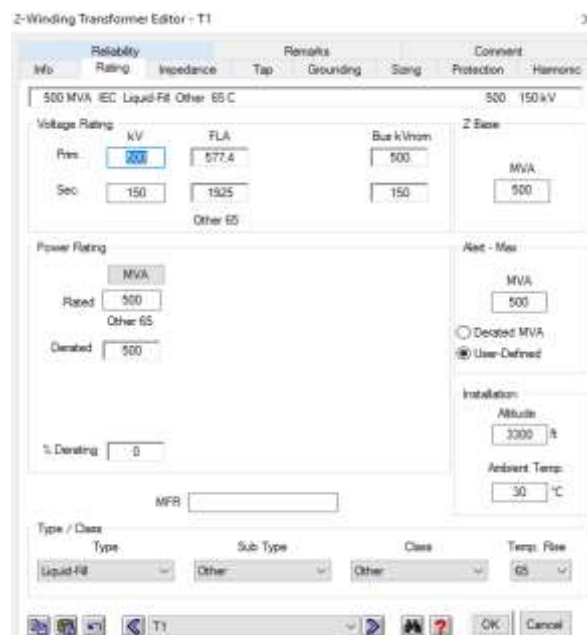 2-Winding Transformer Editor - T1
Reliability Remarks Comment
Info Rating Impedance Tap Grounding Sizing Protection Harmonic
500 MVA IEC Liquid-Fill Other 65 C 500 150 kV
Voltage Rating Z Base
kV FLA Bus kVnom
Prim. 500 577.4 500 MVA
Sec. 150 1925 150 500
Other 65
Power Rating Alert - Max
MVA MVA
Rated 500 500
Other 65
Derated MVA
Derated 500 User-Defined
Installation
Altitude
3300 ft
% Derating 0
Ambient Temp.
30 °C
MFR
Type / Class
Type Sub Type Class Temp. Rise
Liquid-Fill Other Other 65
T1 ? OK Cancel